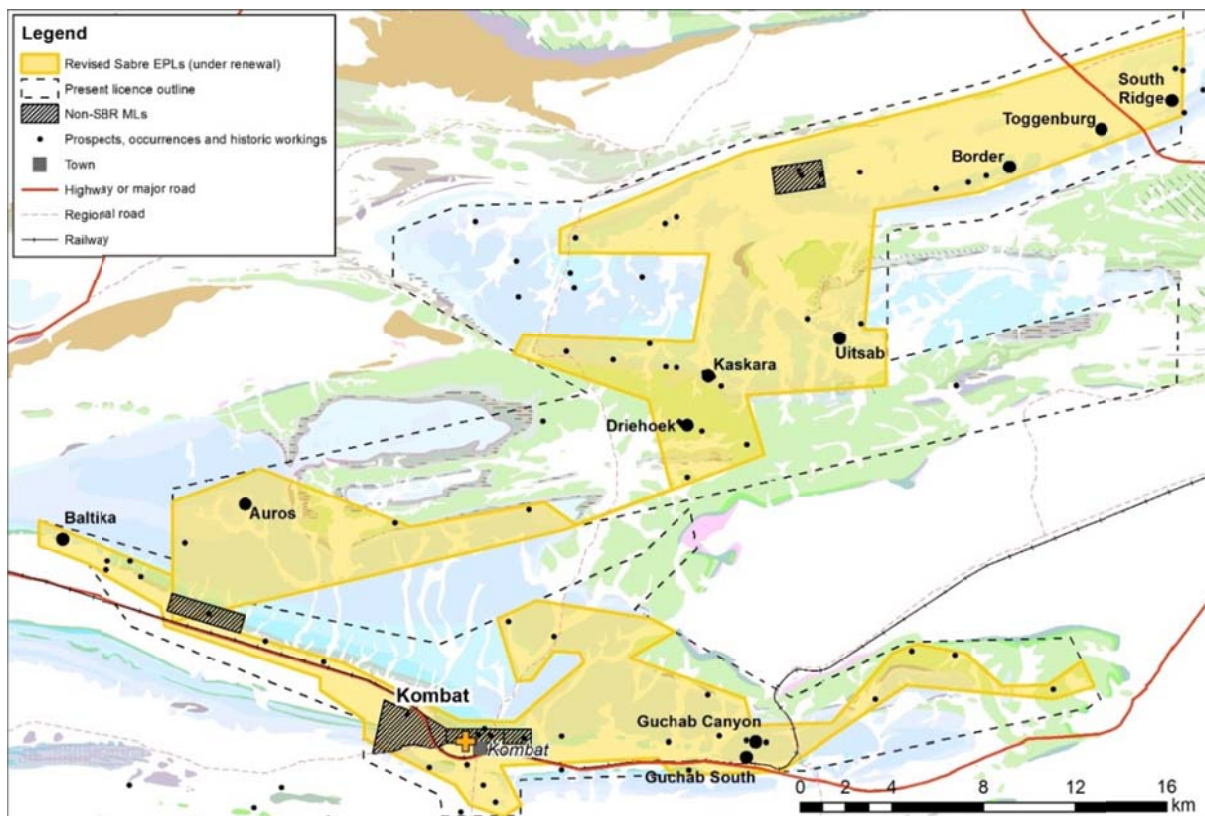 Legend
Revised Sabre EPLs (under renewal)
Present licence outline
Non-SBR MLs
Prospects, occurrences and historic workings
Town
Highway or major road
Regional road
Railway
South
Ridge
Toggenburg
Border
Uitsab
Kaskara
Driehoek
Auros
Baltika
Kombat
Guchab Canyon
Kombat
Guchab South
0 2 4 8 12 16
km